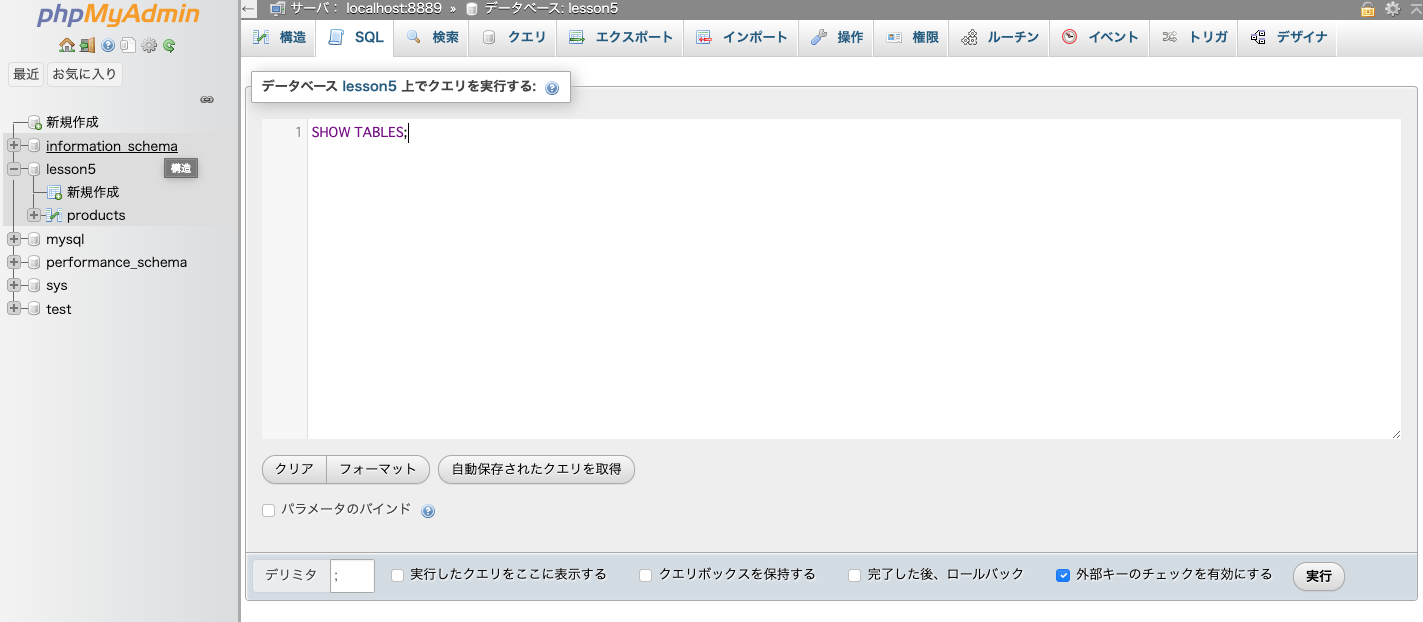 phpMyAdmin
最近 お気に入り
新規作成
information_schema
lesson5
構造
新規作成
products
mysql
performance_schema
sys
test
サーバ： localhost:8889 » データベース: lesson5
構造 SQL 検索 クエリ エクスポート インポート 操作 権限 ルーチン イベント トリガ デザイナ
データベース lesson5 上でクエリを実行する:
1 SHOW TABLES;
クリア フォーマット 自動保存されたクエリを取得
パラメータのバインド
デリミタ ; 実行したクエリをここに表示する クエリボックスを保持する 完了した後、ロールバック 外部キーのチェックを有効にする 実行